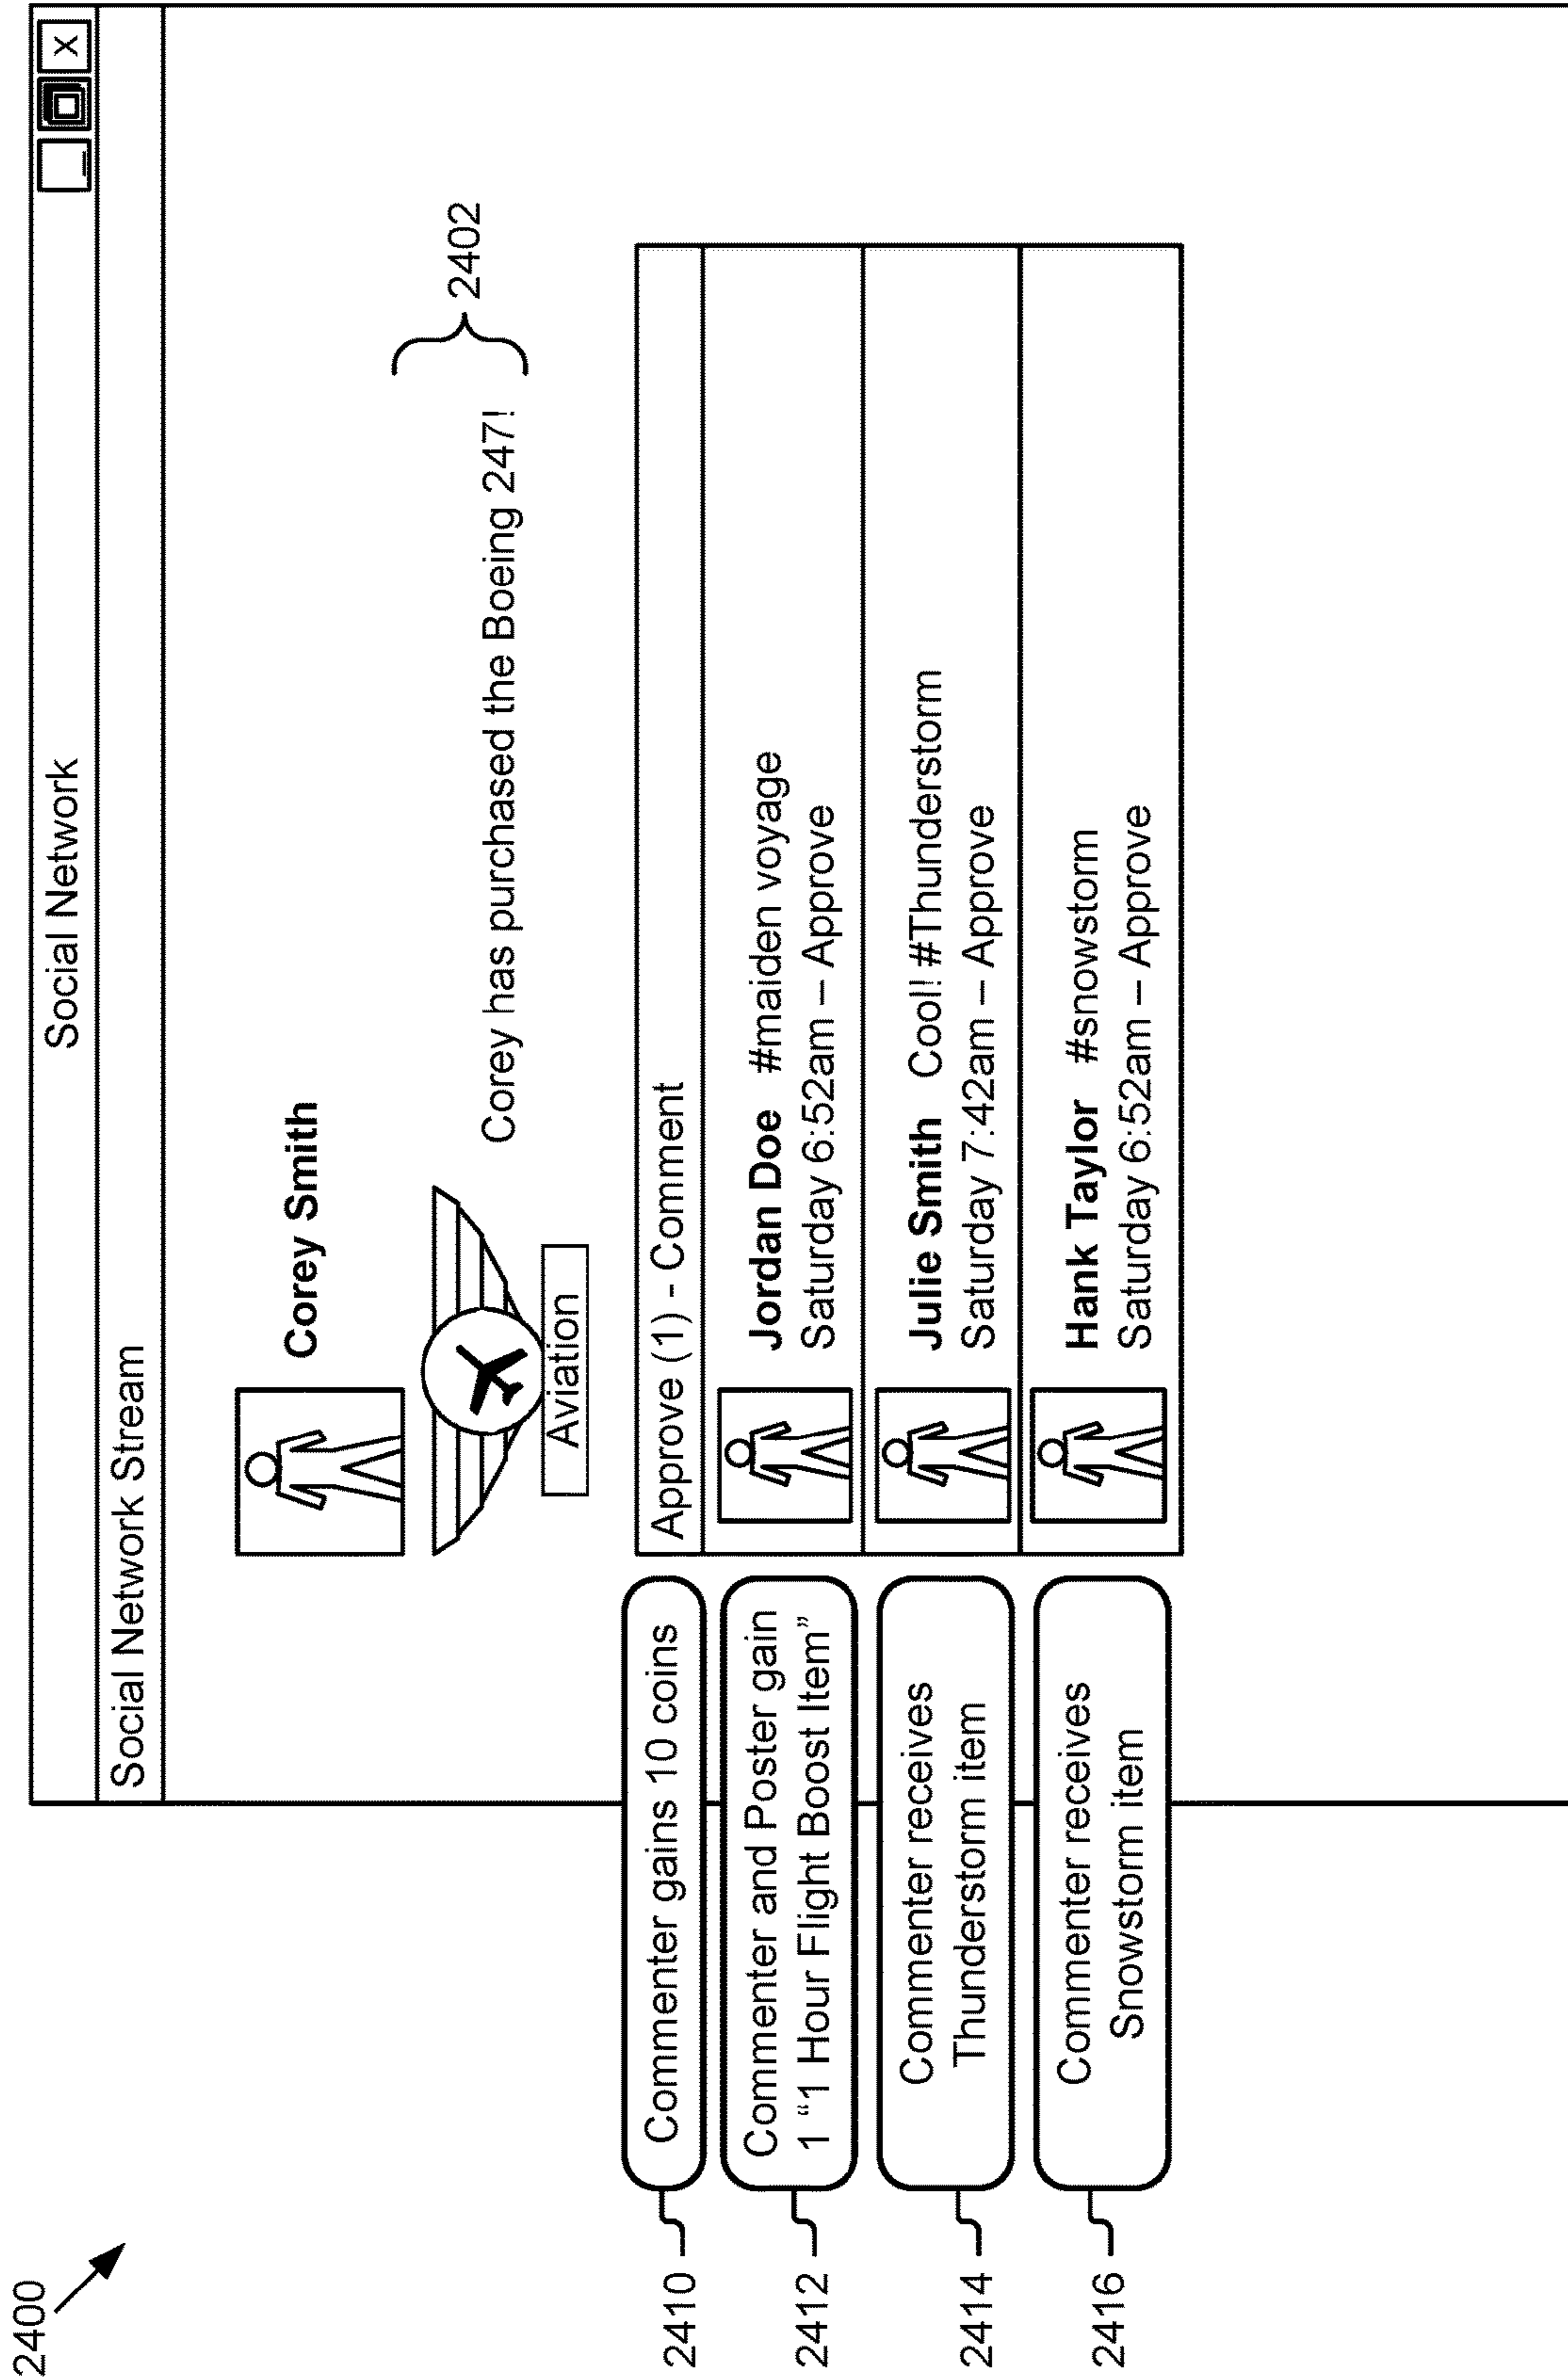 2400
Social Network
_ X
Social Network Stream
Corey Smith
Aviation
Corey has purchased the Boeing 247!
2402
2410
Commenter gains 10 coins
Approve (1) - Comment
2412
Commenter and Poster gain
1 “1 Hour Flight Boost Item”
Jordan Doe #maiden voyage
Saturday 6:52am – Approve
2414
Commenter receives
Thunderstorm item
Julie Smith Cool! #Thunderstorm
Saturday 7:42am – Approve
2416
Commenter receives
Snowstorm item
Hank Taylor #snowstorm
Saturday 6:52am – Approve